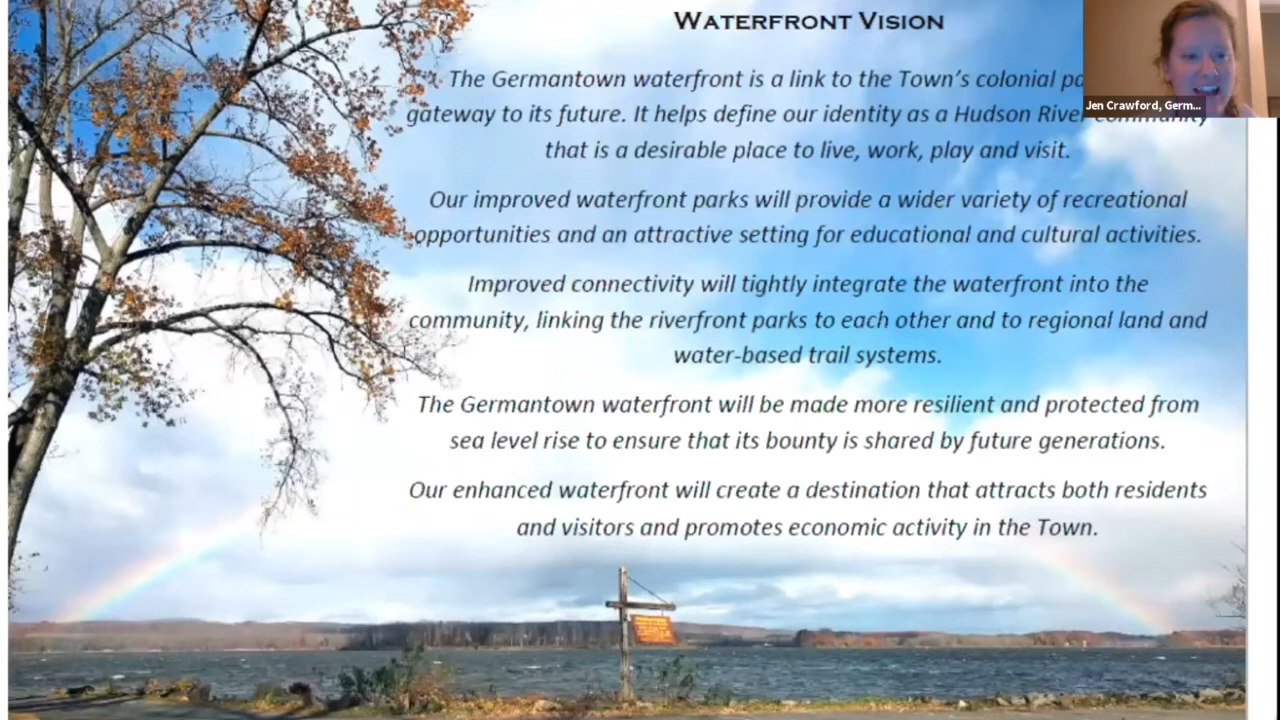 WATERFRONT VISION
The Germantown waterfront is a link to the Town's colonial
gateway to its future. It helps define our identity as a Hudson River community
that is a desirable place to live, work, play and visit.
Our improved waterfront parks will provide a wider variety of recreational
opportunities and an attractive setting for educational and cultural activities.
Improved connectivity will tightly integrate the waterfront into the
community, linking the riverfront parks to each other and to regional land and
water-based trail systems.
The Germantown waterfront will be made more resilient and protected from
sea level rise to ensure that its bounty is shared by future generations.
Our enhanced waterfront will create a destination that attracts both residents
and visitors and promotes economic activity in the Town.
Jen Crawford, Germ...